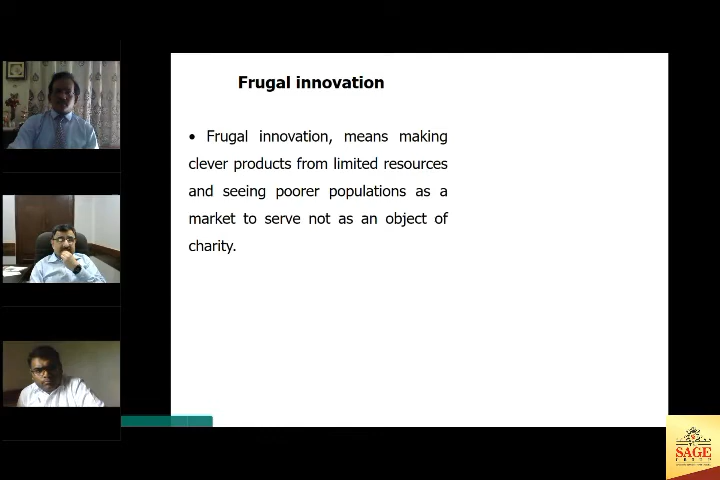 Frugal innovation
• Frugal innovation, means making
clever products from limited resources
and seeing poorer populations as a
market to serve not as an object of
charity.
SAGE